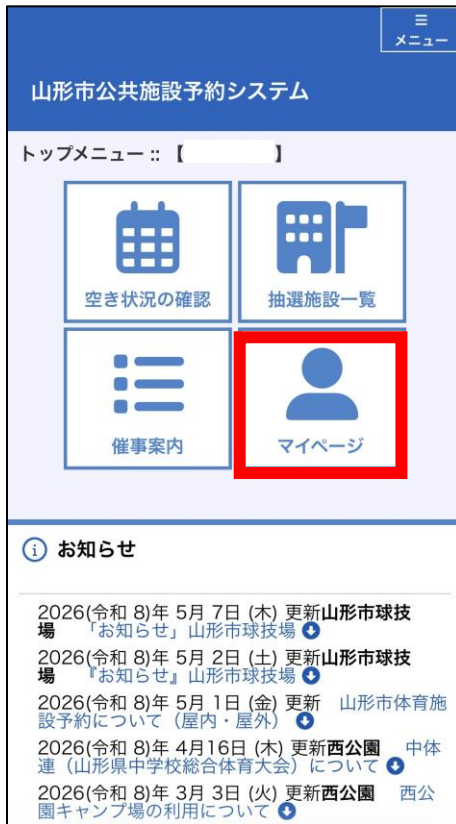 ≡
メニュー
山形市公共施設予約システム
トップメニュー :: 【　　　　】
空き状況の確認
抽選施設一覧
催事案内
マイページ
お知らせ
2026(令和 8)年 5月 7日 (木) 更新山形市球技
場　「お知らせ」山形市球技場
2026(令和 8)年 5月 2日 (土) 更新山形市球技
場　『お知らせ』山形市球技場
2026(令和 8)年 5月 1日 (金) 更新　山形市体育施
設予約について（屋内・屋外）
2026(令和 8)年 4月16日 (木) 更新西公園　中体
連（山形県中学校総合体育大会）について
2026(令和 8)年 3月 3日 (火) 更新西公園　西公
園キャンプ場の利用について